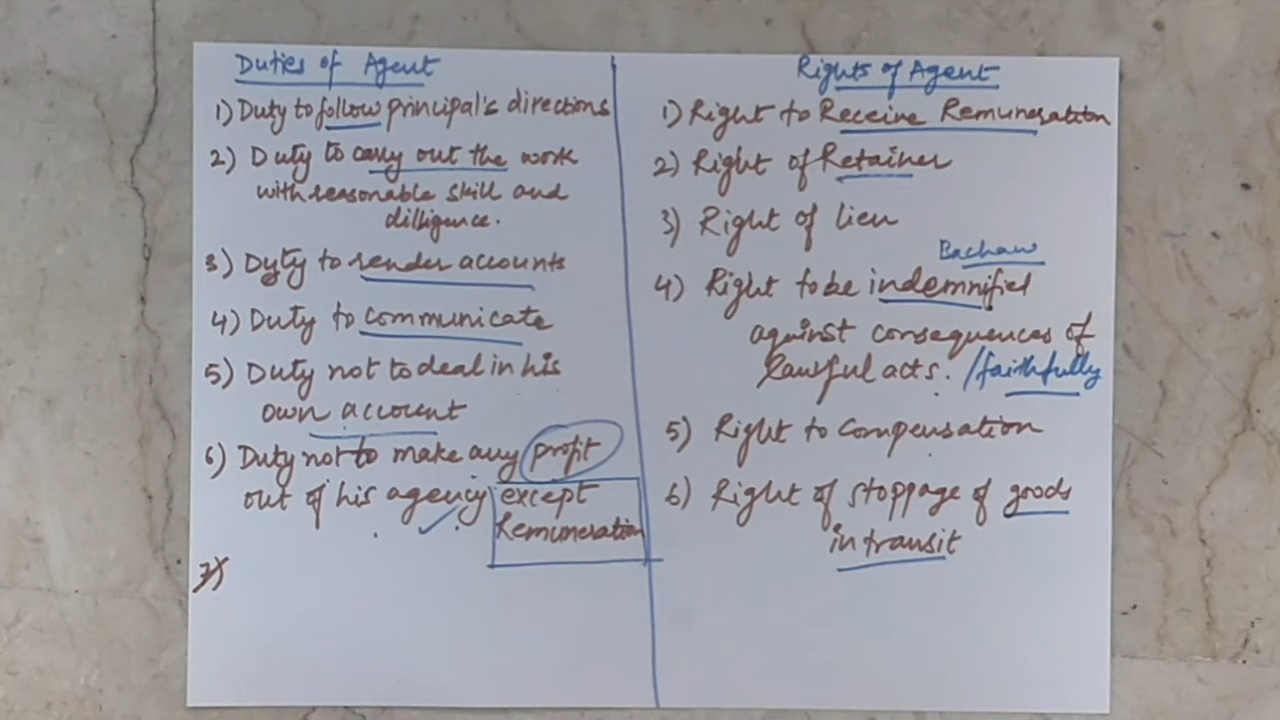 Duties of Agent
1) Duty to follow principal's directions
2) Duty to carry out the work
with reasonable skill and
dilligence.
3) Duty to render accounts
4) Duty to communicate
5) Duty not to deal in his
own account
6) Duty not to make any profit
out of his agency except
Remuneration
7)
Rights of Agent
1) Right to Receive Remuneration
2) Right of Retainer
3) Right of lien
Bachaw
4) Right to be indemnified
against consequences of
lawful acts. /faithfully
5) Right to compensation
6) Right of stoppage of goods
in transit